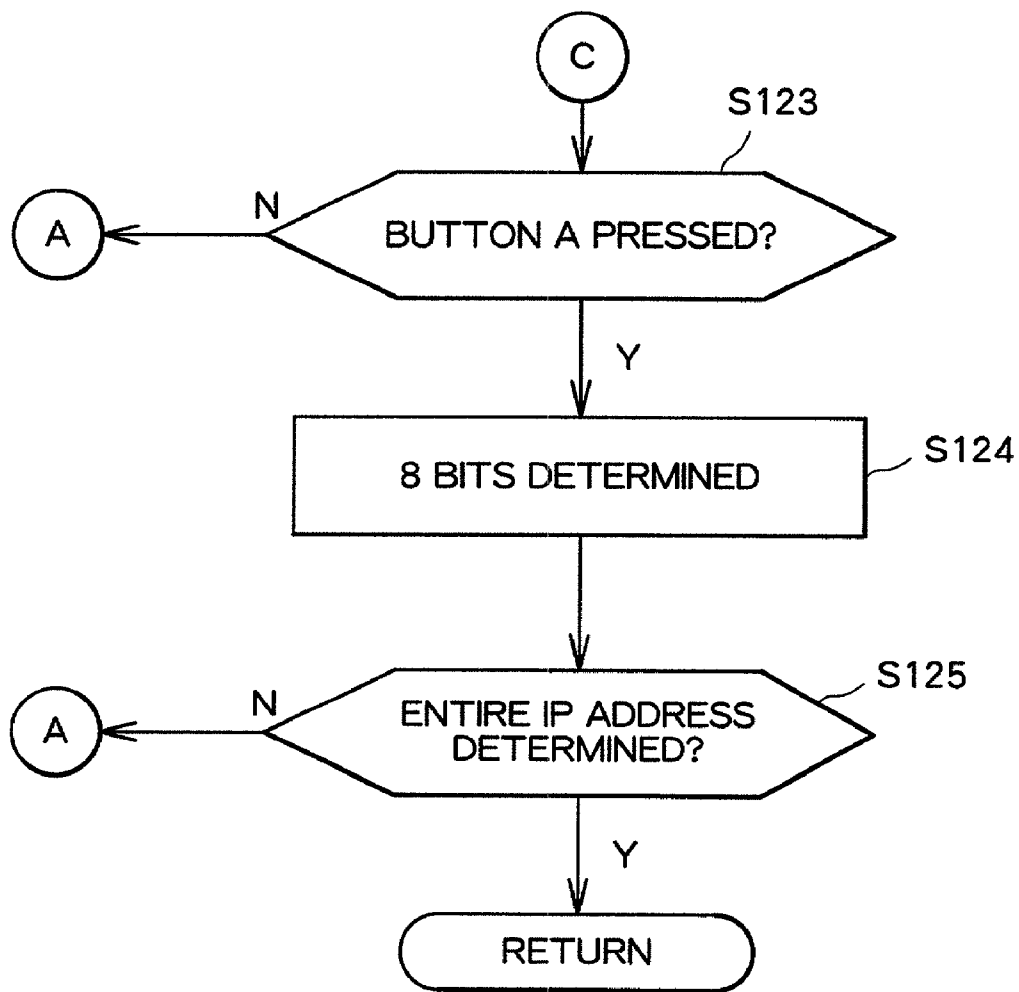 C
S123
N
A
BUTTON A PRESSED?
Y
8 BITS DETERMINED
S124
S125
N
A
ENTIRE IP ADDRESS
DETERMINED?
Y
RETURN